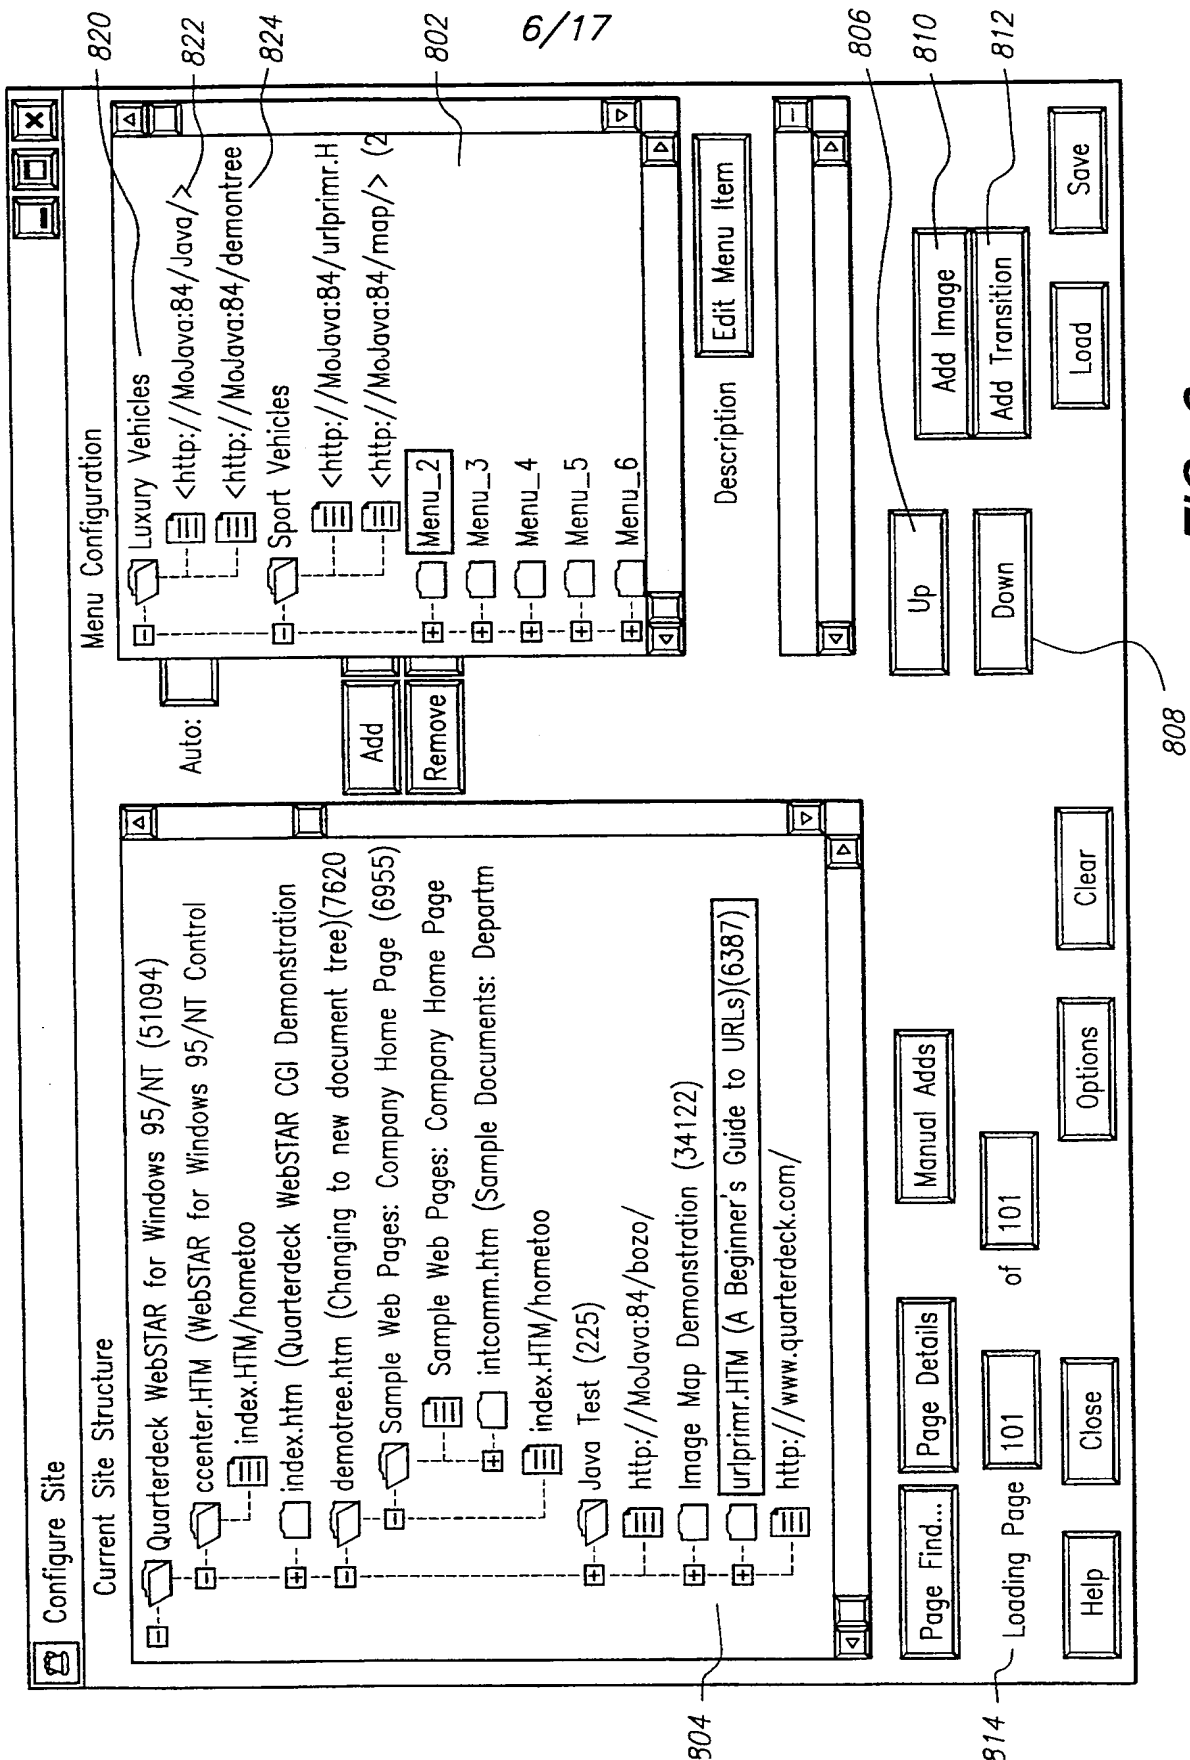 6/17
Configure Site
Current Site Structure
Quarterdeck WebSTAR for Windows 95/NT (51094)
ccenter.HTM (WebSTAR for Windows 95/NT Control
index.HTM/hometoo
index.htm (Quarterdeck WebSTAR CGI Demonstration
demotree.htm (Changing to new document tree)(7620
Sample Web Pages: Company Home Page (6955)
Sample Web Pages: Company Home Page
intcomm.htm (Sample Documents: Departm
index.HTM/hometoo
Java Test (225)
http://MoJava:84/bozo/
Image Map Demonstration (34122)
urlprimr.HTM (A Beginner's Guide to URLs)(6387)
http://www.quarterdeck.com/
Auto:
Add
Remove
Menu Configuration
Luxury Vehicles
<http://MoJava:84/Java/>
<http://MoJava:84/demontree
Sport Vehicles
<http://MoJava:84/urlprimr.H
<http://MoJava:84/map/> (2
Menu_2
Menu_3
Menu_4
Menu_5
Menu_6
Description
Edit Menu Item
Page Find...
Page Details
Manual Adds
Up
Down
Add Image
Add Transition
Loading Page
101
of
101
Help
Close
Options
Clear
Load
Save
820
822
824
802
806
810
812
808
804
814